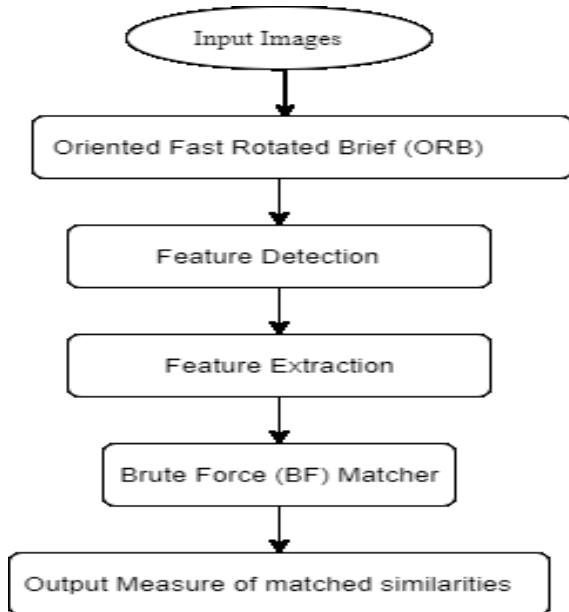 Input Images
Oriented Fast Rotated Brief (ORB)
Feature Detection
Feature Extraction
Brute Force (BF) Matcher
Output Measure of matched similarities